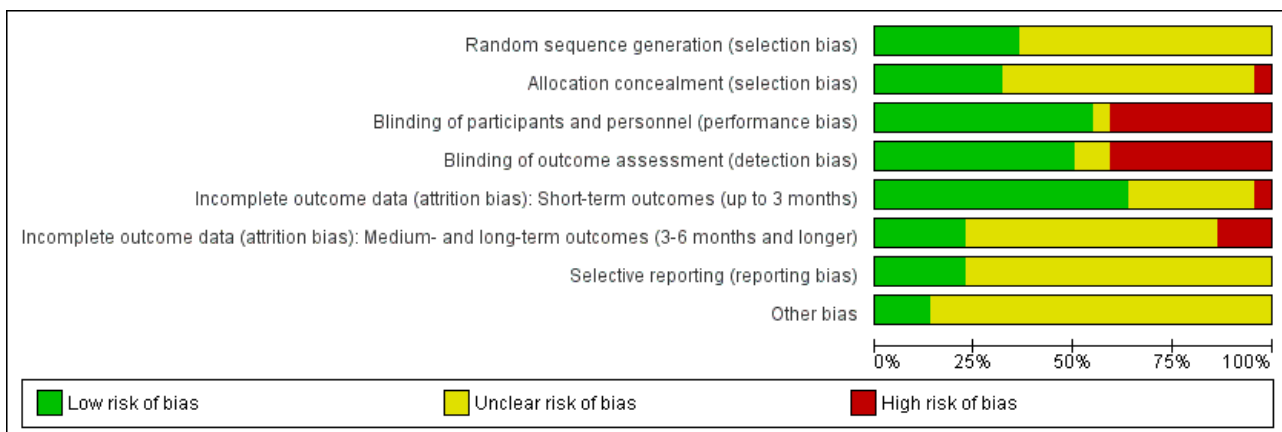 Random sequence generation (selection bias)
Allocation concealment (selection bias)
Blinding of participants and personnel (performance bias)
Blinding of outcome assessment (detection bias)
Incomplete outcome data (attrition bias): Short-term outcomes (up to 3 months)
Incomplete outcome data (attrition bias): Medium- and long-term outcomes (3-6 months and longer)
Selective reporting (reporting bias)
Other bias
0% 25% 50% 75% 100%
Low risk of bias Unclear risk of bias High risk of bias